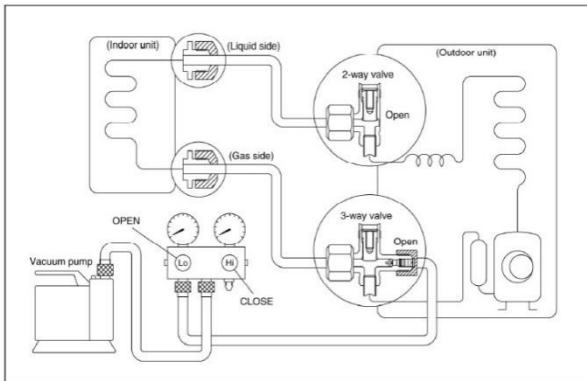 (Indoor unit)
(Liquid side)
(Outdoor unit)
2-way valve
Open
(Gas side)
3-way valve
Open
OPEN
Lo
Hi
Vacuum pump
CLOSE